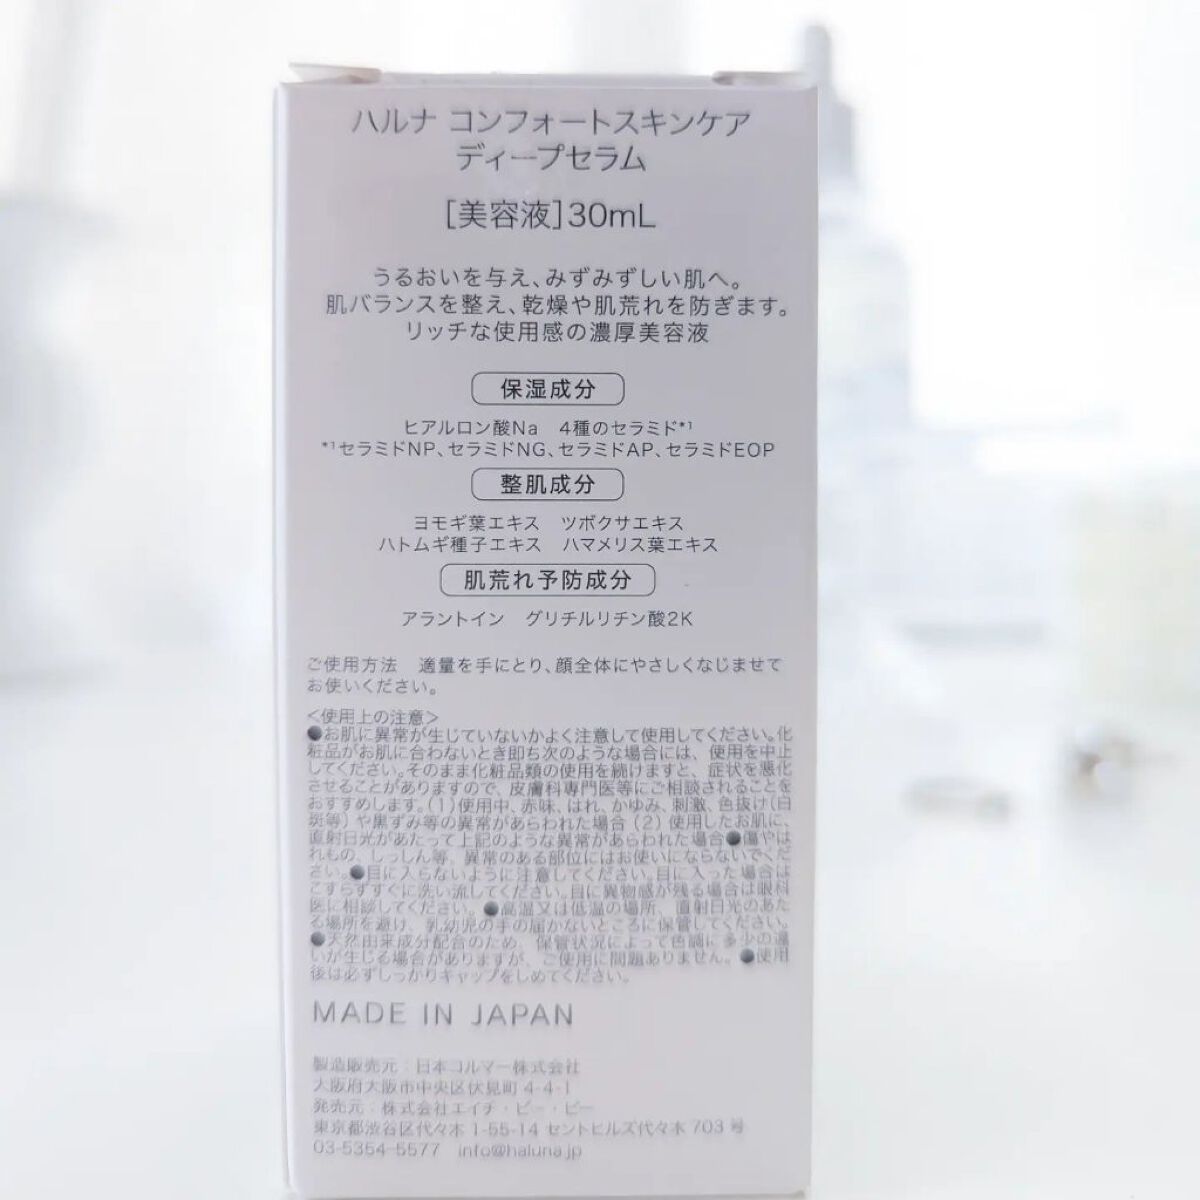 ハルナ コンフォートスキンケア
ディープセラム
[美容液]30mL
うるおいを与え、みずみずしい肌へ。
肌バランスを整え、乾燥や肌荒れを防ぎます。
リッチな使用感の濃厚美容液
保湿成分
ヒアルロン酸Na 4種のセラミド*1
*1セラミドNP、セラミドNG、セラミドAP、セラミドEOP
整肌成分
ヨモギ葉エキス ツボクサエキス
ハトムギ種子エキス ハマメリス葉エキス
肌荒れ予防成分
アラントイン グリチルリチン酸2K
ご使用方法 適量を手にとり、顔全体にやさしくなじませて
お使いください。
＜使用上の注意＞
●お肌に異常が生じていないかよく注意して使用してください。化
粧品がお肌に合わないとき即ち次のような場合には、使用を中止
してください。そのまま化粧品類の使用を続けますと、症状を悪化
させることがありますので、皮膚科専門医等にご相談されることを
おすすめします。(1)使用中、赤味、はれ、かゆみ、刺激、色抜け(白
斑等)や黒ずみ等の異常があらわれた場合(2)使用したお肌に、
直射日光があたって上記のような異常があらわれた場合●傷やは
れもの、しっしん等、異常のある部位にはお使いにならないでくだ
さい。●目に入らないように注意してください。目に入った場合は
こすらずすぐに洗い流してください。目に異物感が残る場合は眼科
医に相談してください。●高温又は低温の場所、直射日光のあた
る場所を避け、乳幼児の手の届かないところに保管してください。
●天然由来成分配合のため、保管状況によって色調に多少の違
いが生じる場合がありますが、ご使用に問題ありません。●使用
後は必ずしっかりキャップをしめてください。
MADE IN JAPAN
製造販売元：日本コルマー株式会社
大阪府大阪市中央区伏見町 4-4-1
発売元：株式会社エイチ・ビー・ビー
東京都渋谷区代々木 1-55-14 セントヒルズ代々木 703 号
03-5354-5577 info@haluna.jp